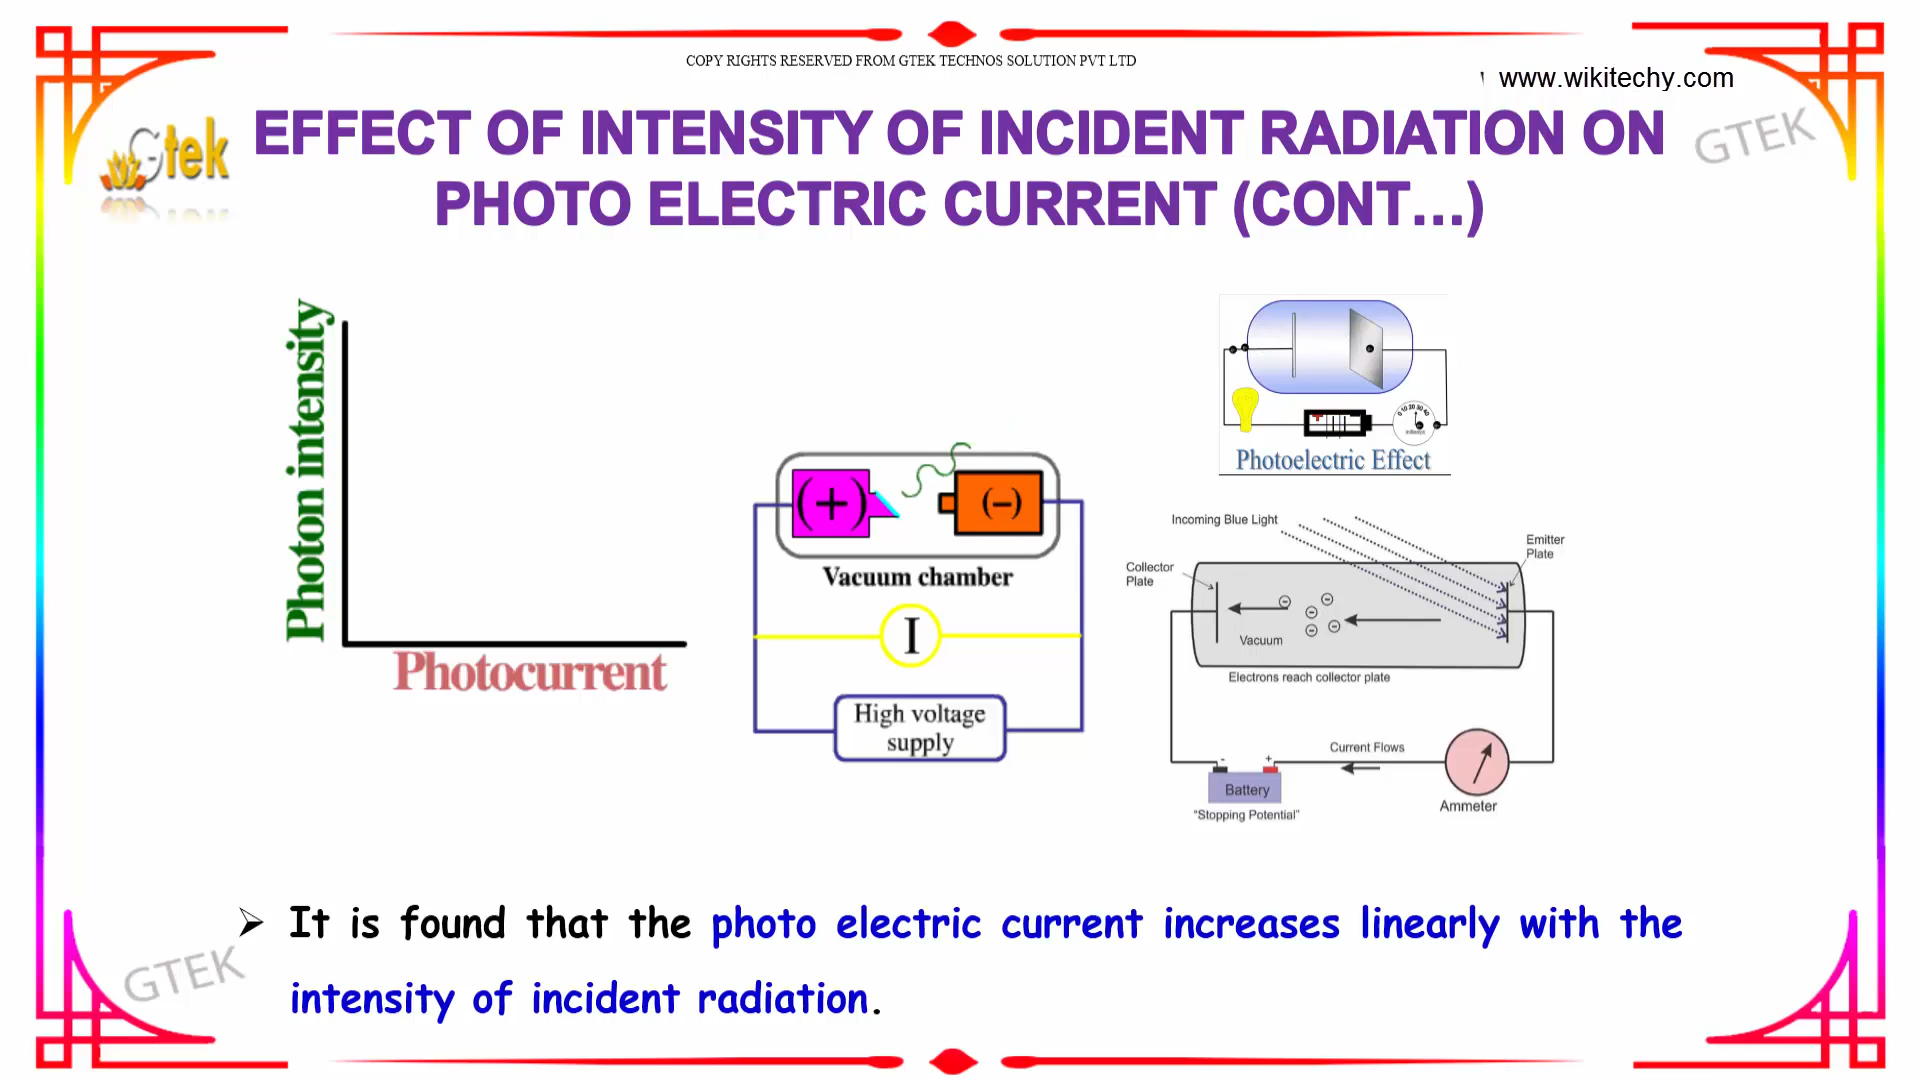 COPY RIGHTS RESERVED FROM GTEK TECHNOS SOLUTION PVT LTD
www.wikitechy.com
Gtek
EFFECT OF INTENSITY OF INCIDENT RADIATION ON
GTEK
PHOTO ELECTRIC CURRENT (CONT...)
Photon intensity
Photocurrent
(+)
(−)
Vacuum chamber
I
High voltage
supply
Photoelectric Effect
Incoming Blue Light
Emitter
Plate
Collector
Plate
Vacuum
Electrons reach collector plate
Current Flows
- +
Battery
"Stopping Potential"
Ammeter
➢ It is found that the photo electric current increases linearly with the
intensity of incident radiation.
GTEK